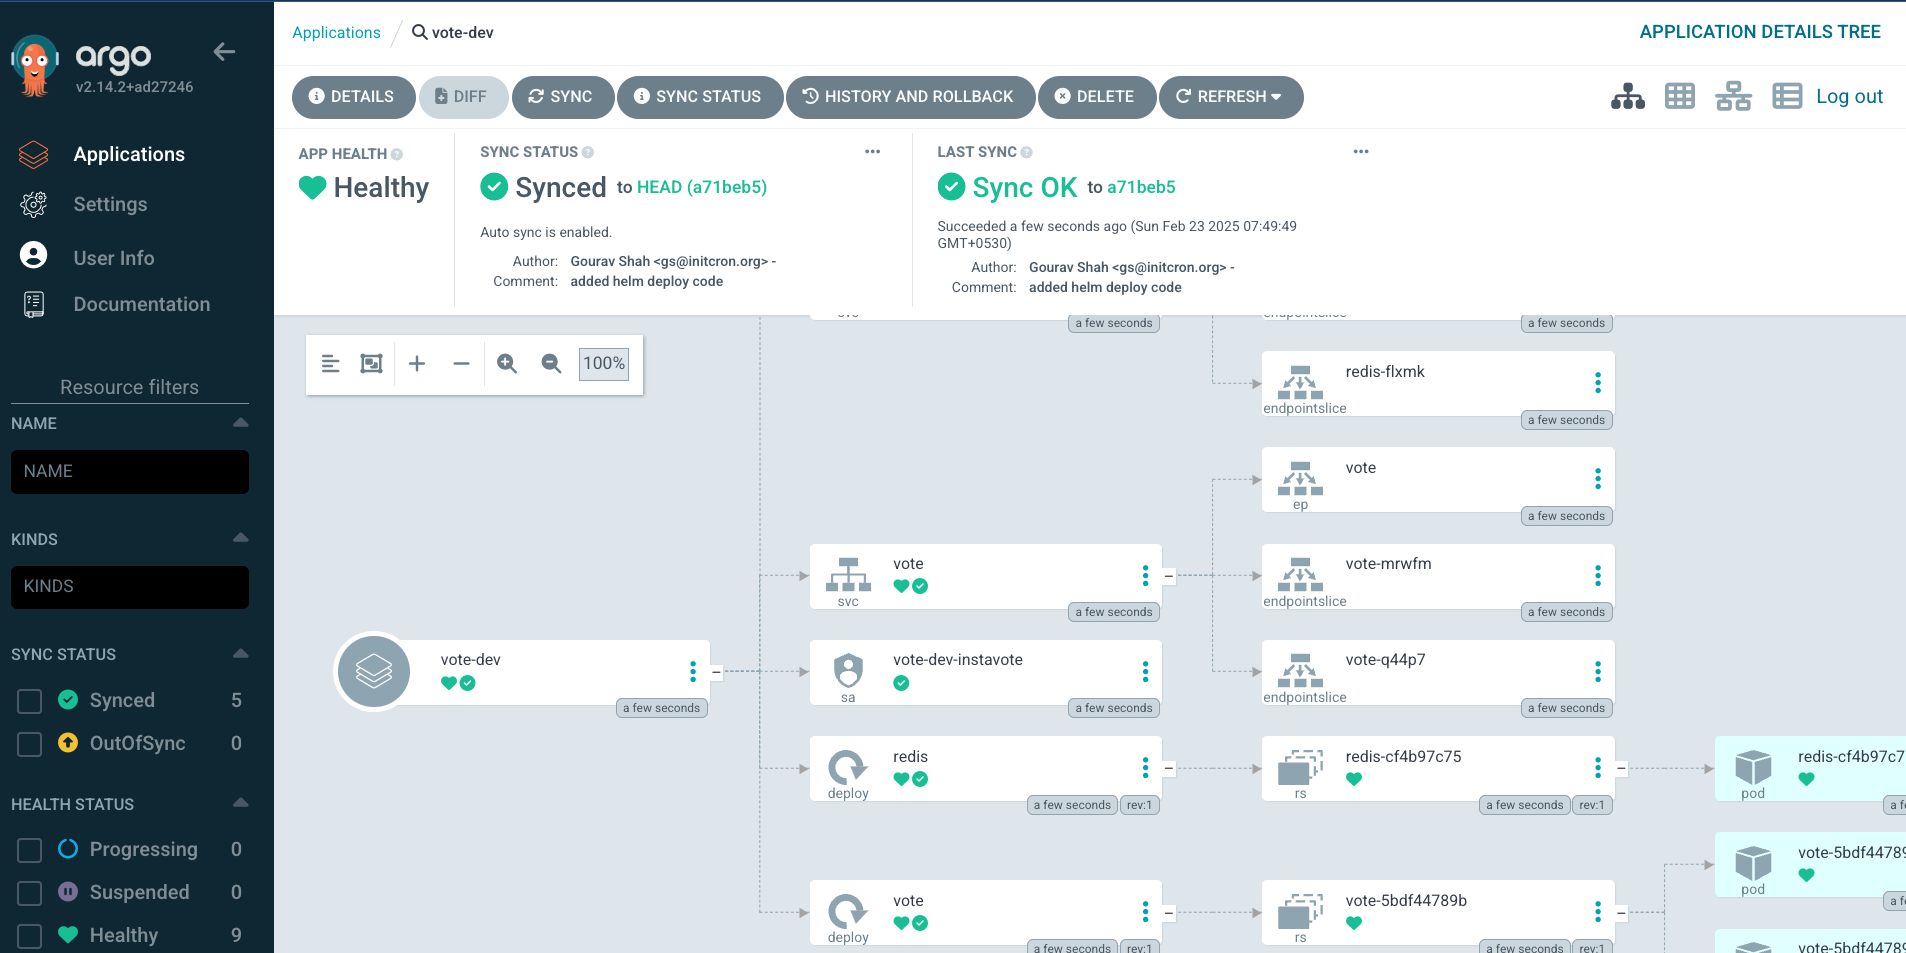 argo
v2.14.2+ad27246
Applications
Settings
User Info
Documentation
Resource filters
NAME
NAME
KINDS
KINDS
SYNC STATUS
Synced 5
OutOfSync 0
HEALTH STATUS
Progressing 0
Suspended 0
Healthy 9
Applications / vote-dev
APPLICATION DETAILS TREE
DETAILS DIFF SYNC SYNC STATUS HISTORY AND ROLLBACK DELETE REFRESH
Log out
APP HEALTH
Healthy
SYNC STATUS
Synced to HEAD (a71beb5)
Auto sync is enabled.
Author: Gourav Shah <gs@initcron.org> -
Comment: added helm deploy code
LAST SYNC
Sync OK to a71beb5
Succeeded a few seconds ago (Sun Feb 23 2025 07:49:49
GMT+0530)
Author: Gourav Shah <gs@initcron.org> -
Comment: added helm deploy code
100%
svc
a few seconds
endpointslice
a few seconds
redis-flxmk
endpointslice
a few seconds
vote
ep
a few seconds
vote
svc
a few seconds
vote-mrwfm
endpointslice
a few seconds
vote-dev
a few seconds
vote-dev-instavote
sa
a few seconds
vote-q44p7
endpointslice
a few seconds
redis
deploy
a few seconds rev:1
redis-cf4b97c75
rs
a few seconds rev:1
redis-cf4b97c7
pod
a fe
vote-5bdf4478
pod
a fe
vote
deploy
a few seconds rev:1
vote-5bdf44789b
rs
a few seconds rev:1
vote-5bdf4478